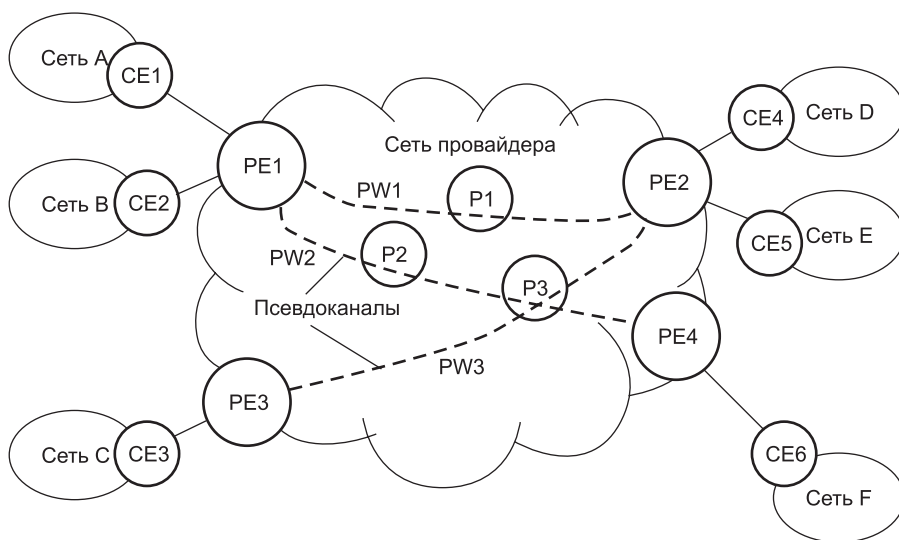 Сеть A
CE1
CE4
Сеть D
Сеть провайдера
PE1
PE2
Сеть B
CE2
PW1
P1
CE5
Сеть E
PW2
P2
P3
Псевдоканалы
PE4
PW3
PE3
Сеть C
CE3
CE6
Сеть F